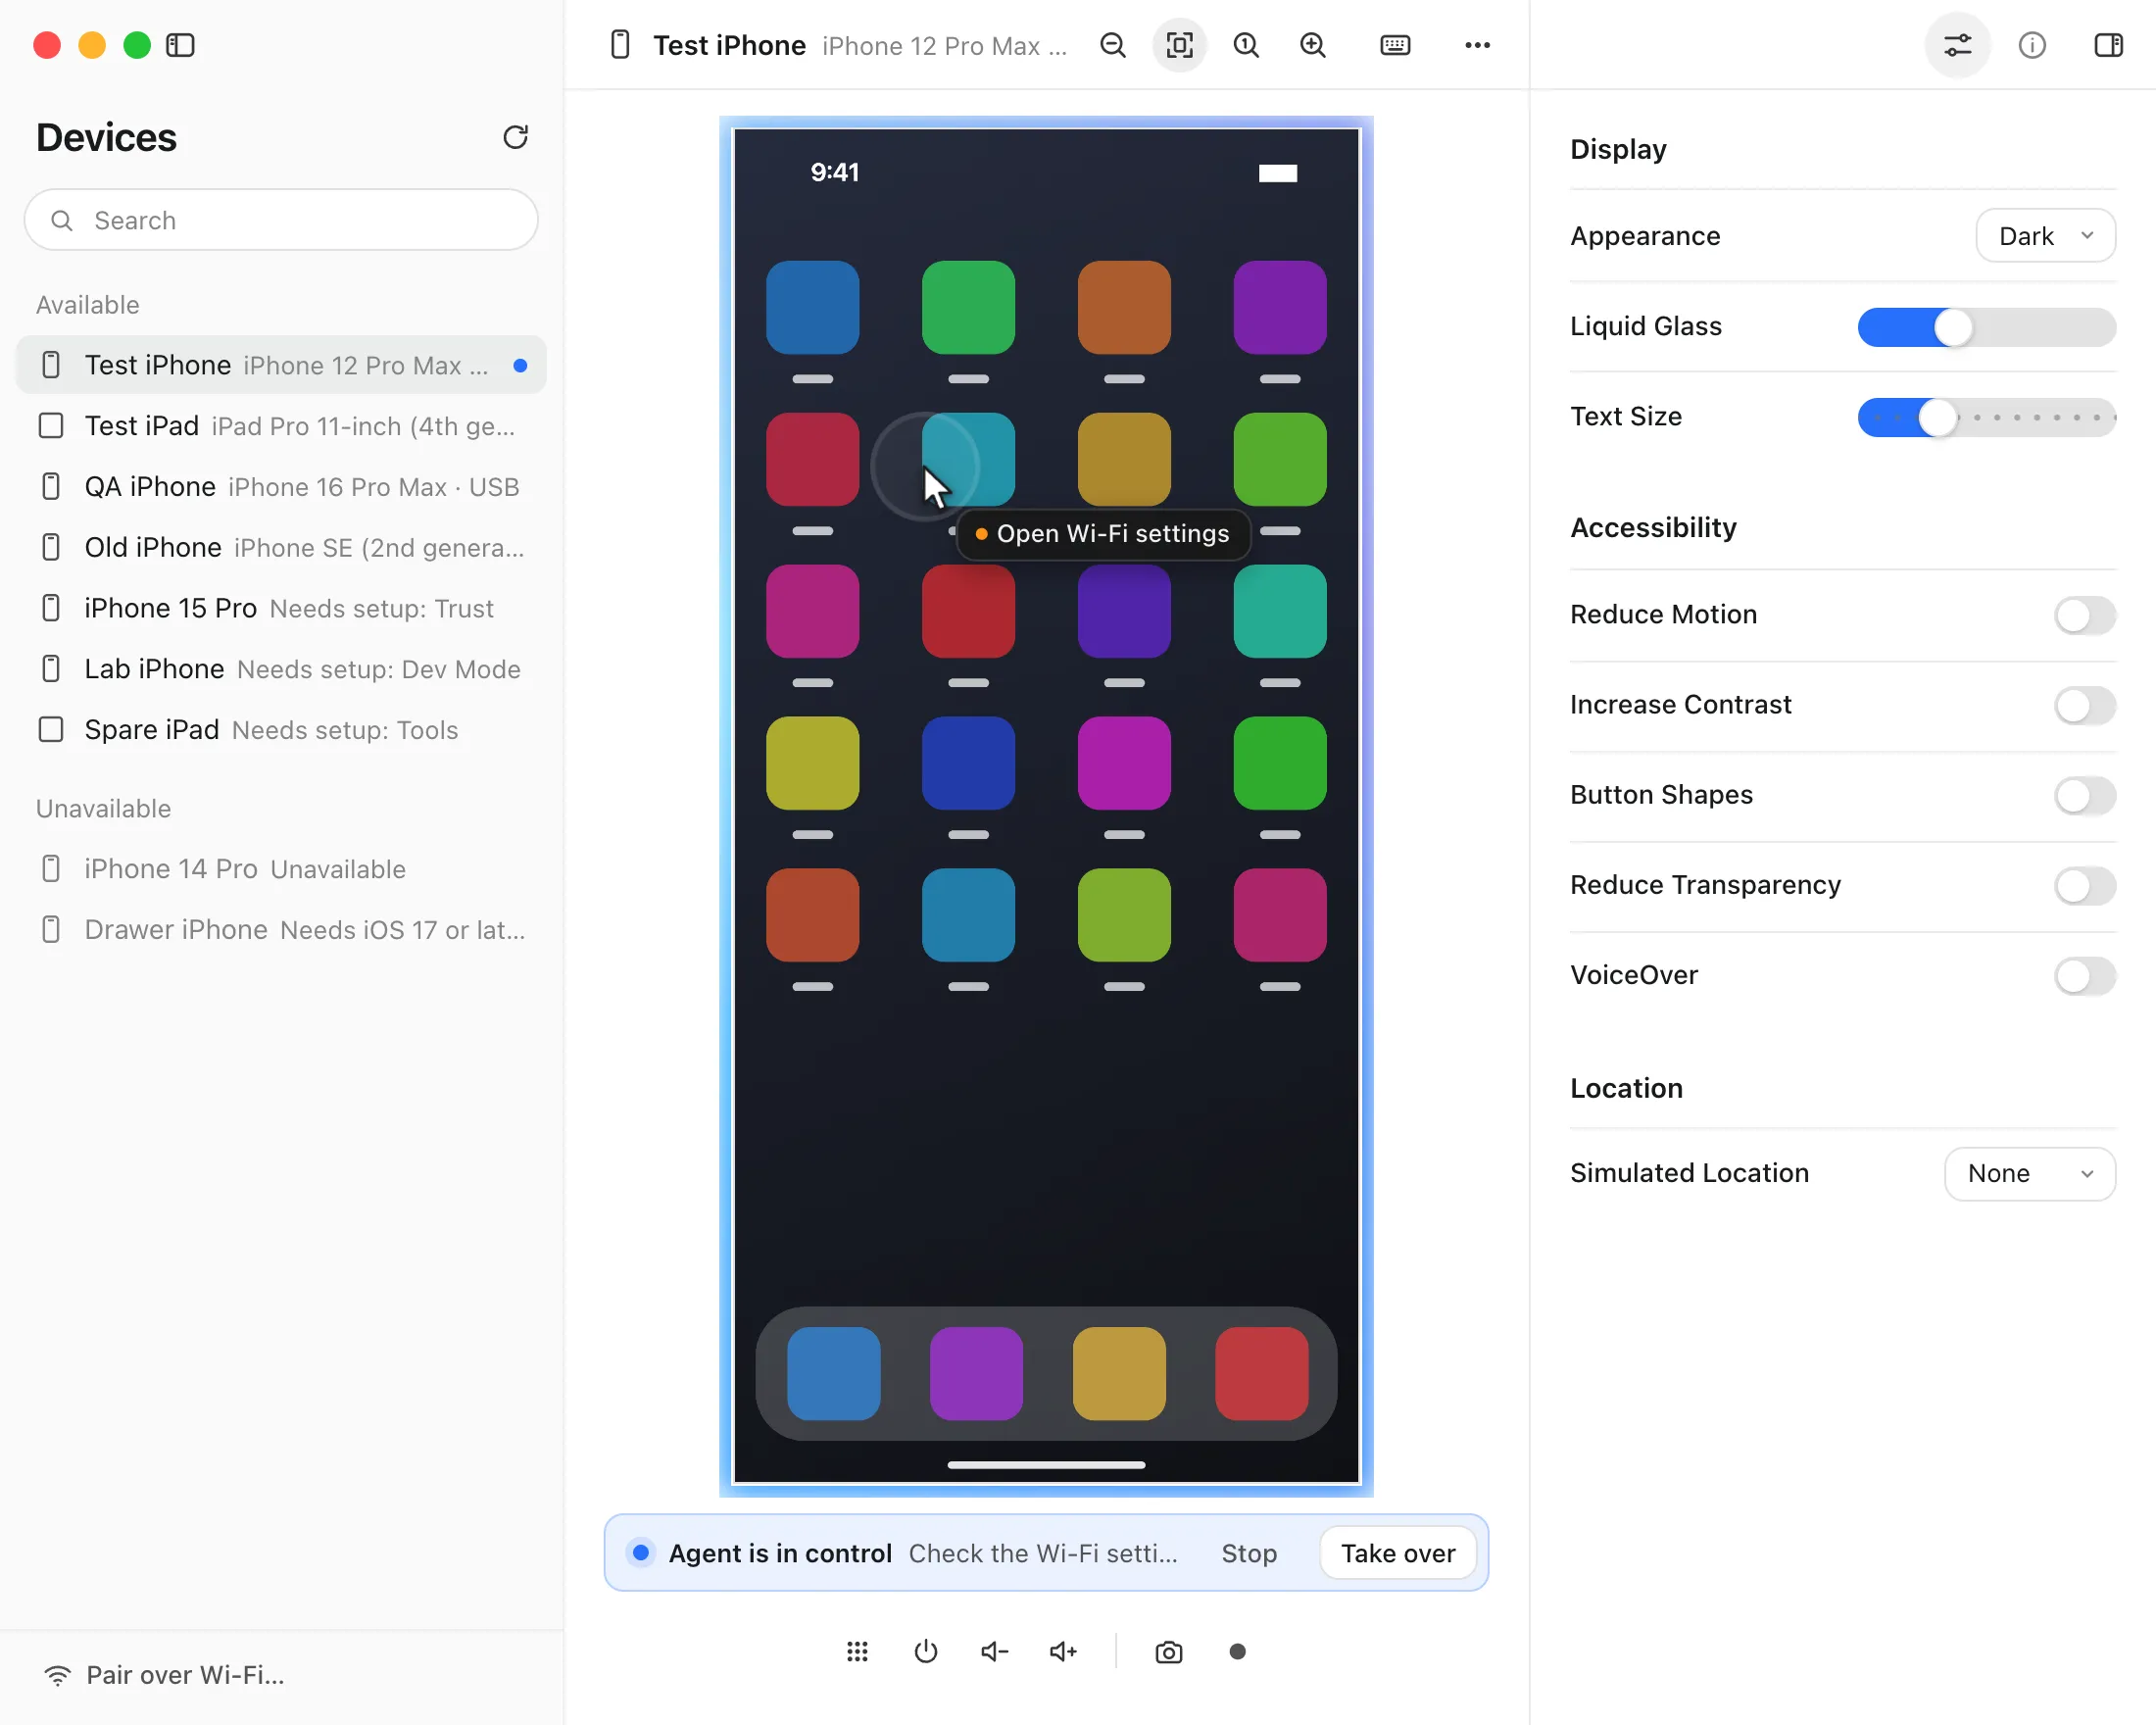 Devices
Search
Available
Test iPhone iPhone 12 Pro Max ...
Test iPad iPad Pro 11-inch (4th ge...
QA iPhone iPhone 16 Pro Max · USB
Old iPhone iPhone SE (2nd genera...
iPhone 15 Pro Needs setup: Trust
Lab iPhone Needs setup: Dev Mode
Spare iPad Needs setup: Tools
Unavailable
iPhone 14 Pro Unavailable
Drawer iPhone Needs iOS 17 or lat...
Pair over Wi-Fi...
Test iPhone iPhone 12 Pro Max ...
9:41
Open Wi-Fi settings
Agent is in control Check the Wi-Fi setti... Stop Take over
Display
Appearance Dark
Liquid Glass
Text Size
Accessibility
Reduce Motion
Increase Contrast
Button Shapes
Reduce Transparency
VoiceOver
Location
Simulated Location None